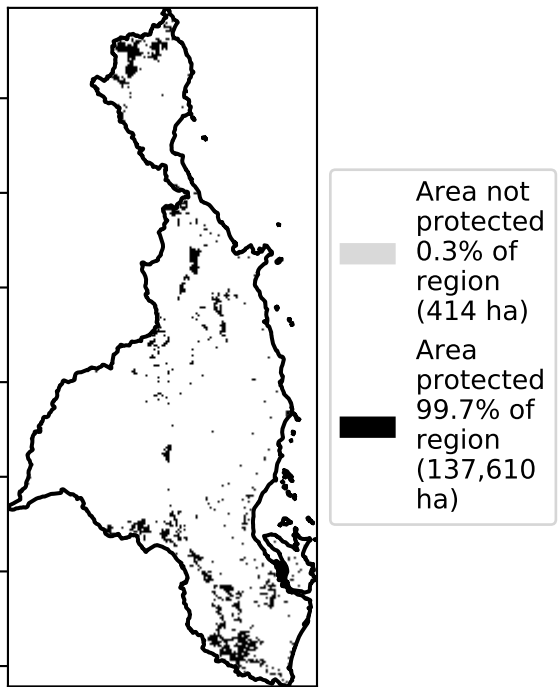 Area not
protected
0.3% of
region
(414 ha)
Area
protected
99.7% of
region
(137,610
ha)